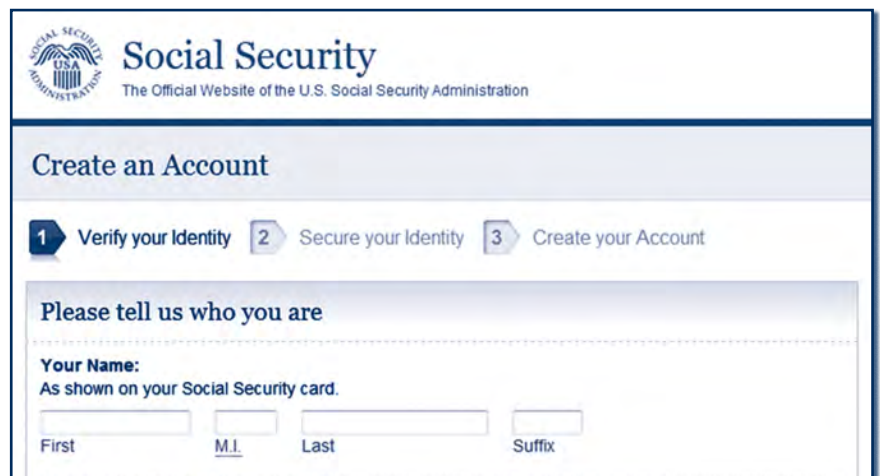 SOCIAL SECURITY
USA
ADMINISTRATION
Social Security
The Official Website of the U.S. Social Security Administration
Create an Account
1 Verify your Identity 2 Secure your Identity 3 Create your Account
Please tell us who you are
Your Name:
As shown on your Social Security card.
First M.I. Last Suffix